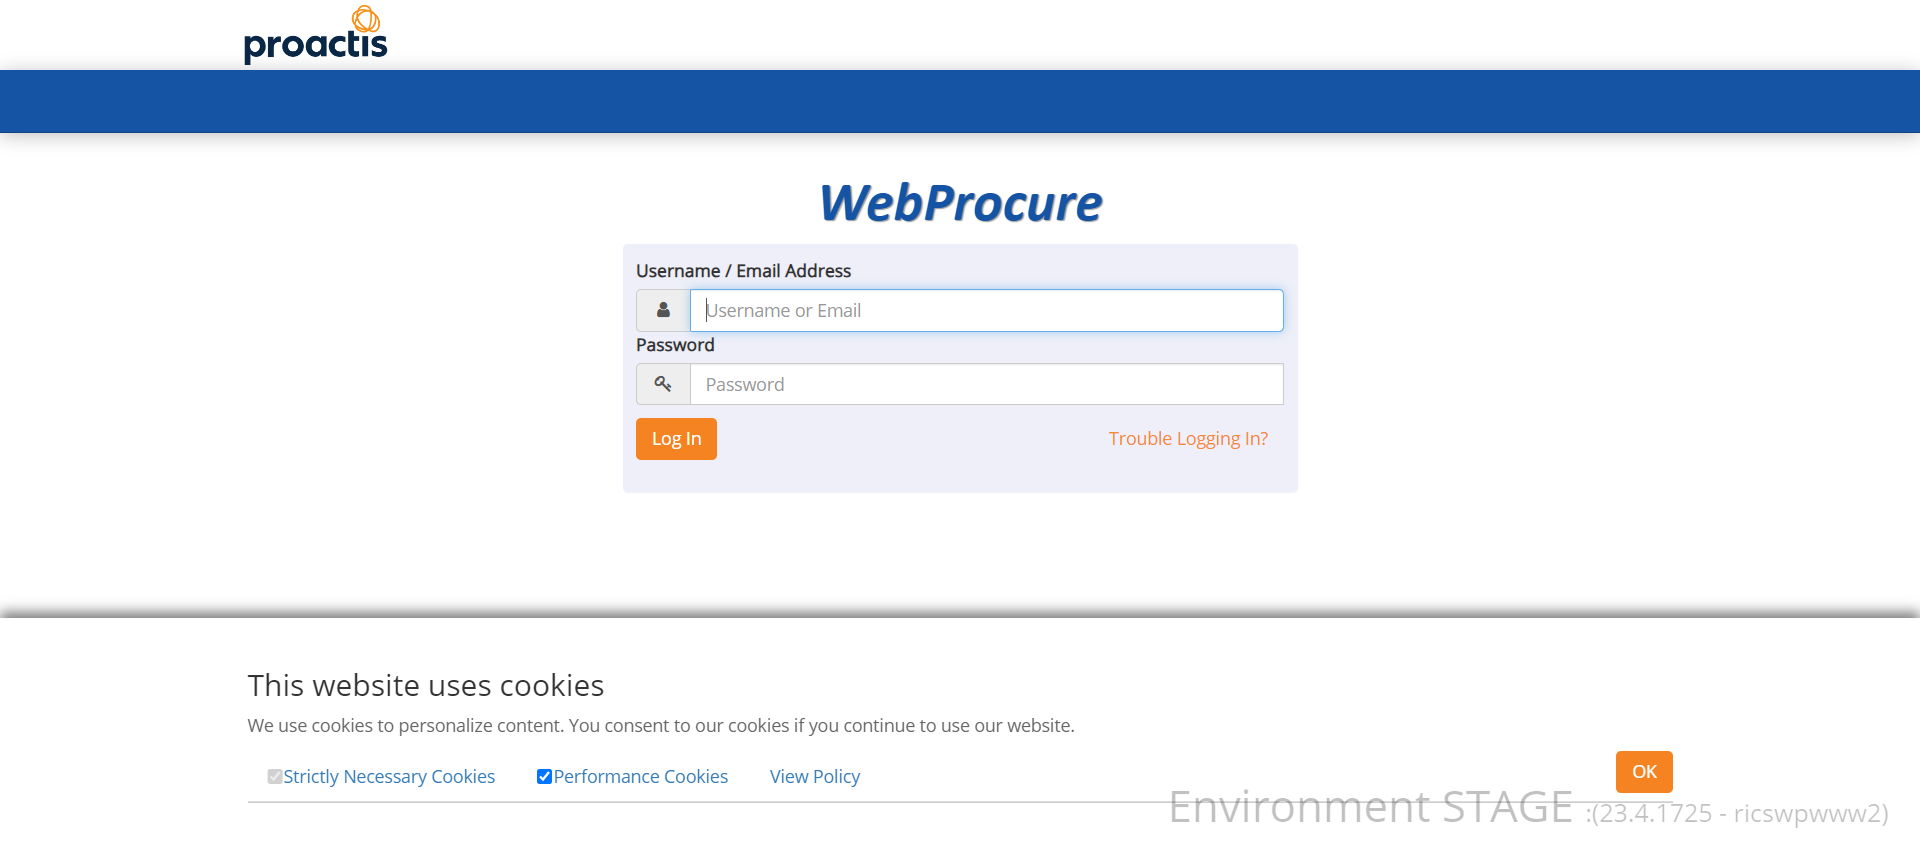 proactis
WebProcure
Username / Email Address
Username or Email
Password
Password
Log In
Trouble Logging In?
This website uses cookies
We use cookies to personalize content. You consent to our cookies if you continue to use our website.
Strictly Necessary Cookies
Performance Cookies
View Policy
OK
Environment STAGE :(23.4.1725 - ricswpwww2)